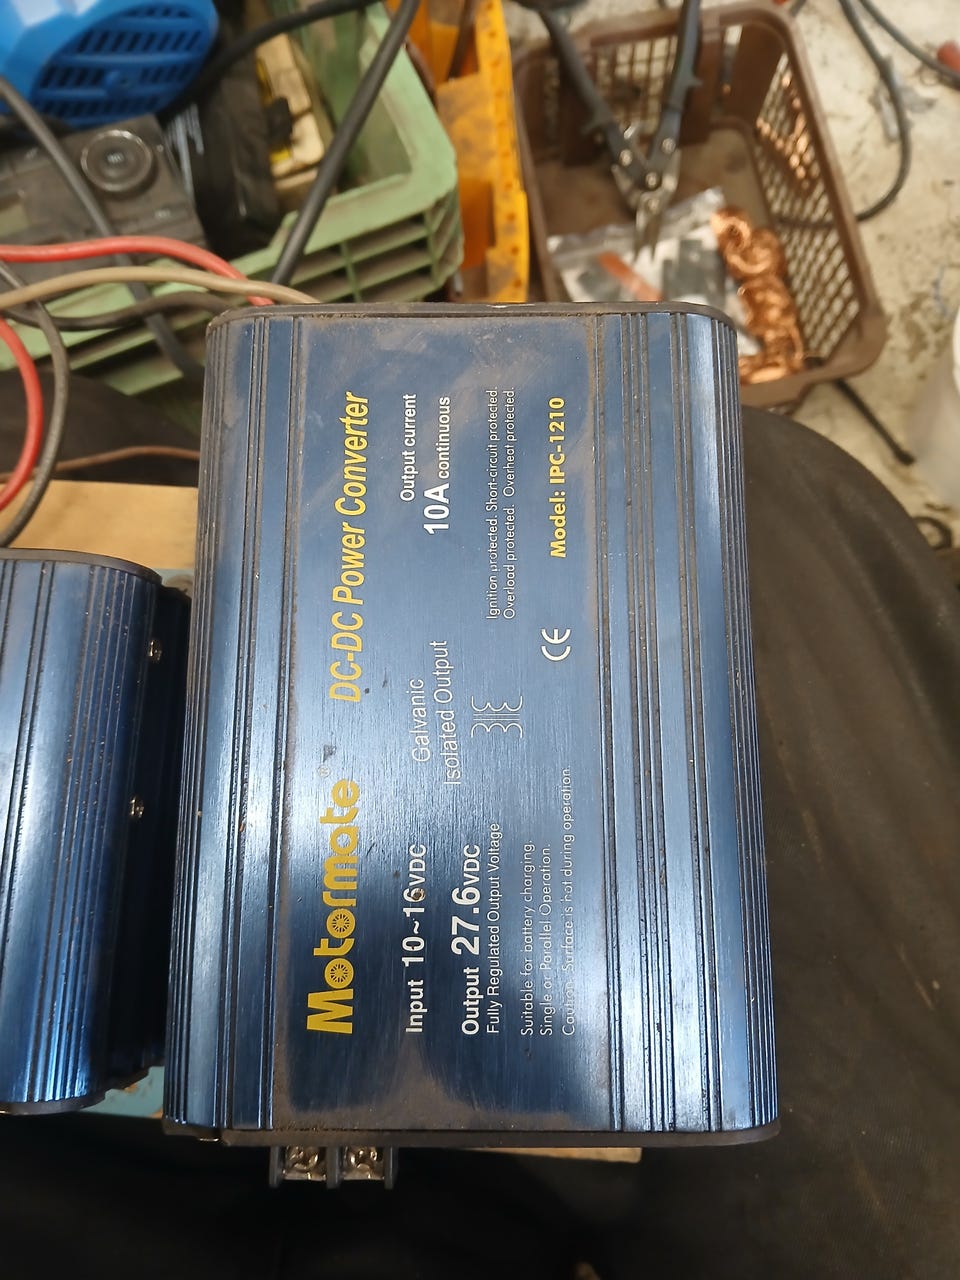 Motormate®
DC-DC Power Converter
Input 10~16VDC
Galvanic
Isolated Output
Output current
10A continuous
Output 27.6VDC
Fully Regulated Output Voltage
Ignition protected. Short-circuit protected.
Overload protected. Overheat protected.
Suitable for battery charging.
Single or Parallel Operation.
Caution: Surface is hot during operation.
CE
Model: IPC-1210